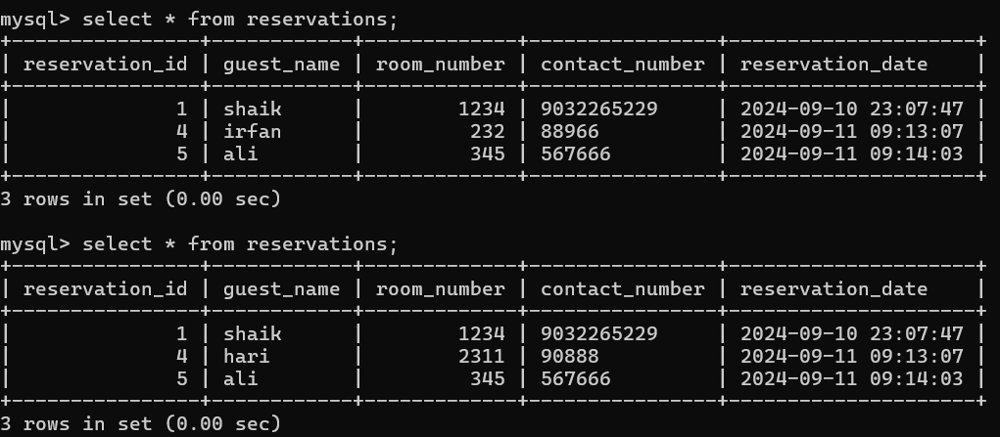 mysql> select * from reservations;
+----------------+------------+-------------+----------------+---------------------+
| reservation_id | guest_name | room_number | contact_number | reservation_date    |
+----------------+------------+-------------+----------------+---------------------+
|              1 | shaik      |        1234 | 9032265229     | 2024-09-10 23:07:47 |
|              4 | irfan      |         232 | 88966          | 2024-09-11 09:13:07 |
|              5 | ali        |         345 | 567666         | 2024-09-11 09:14:03 |
+----------------+------------+-------------+----------------+---------------------+
3 rows in set (0.00 sec)
mysql> select * from reservations;
+----------------+------------+-------------+----------------+---------------------+
| reservation_id | guest_name | room_number | contact_number | reservation_date    |
+----------------+------------+-------------+----------------+---------------------+
|              1 | shaik      |        1234 | 9032265229     | 2024-09-10 23:07:47 |
|              4 | hari       |        2311 | 90888          | 2024-09-11 09:13:07 |
|              5 | ali        |         345 | 567666         | 2024-09-11 09:14:03 |
+----------------+------------+-------------+----------------+---------------------+
3 rows in set (0.00 sec)